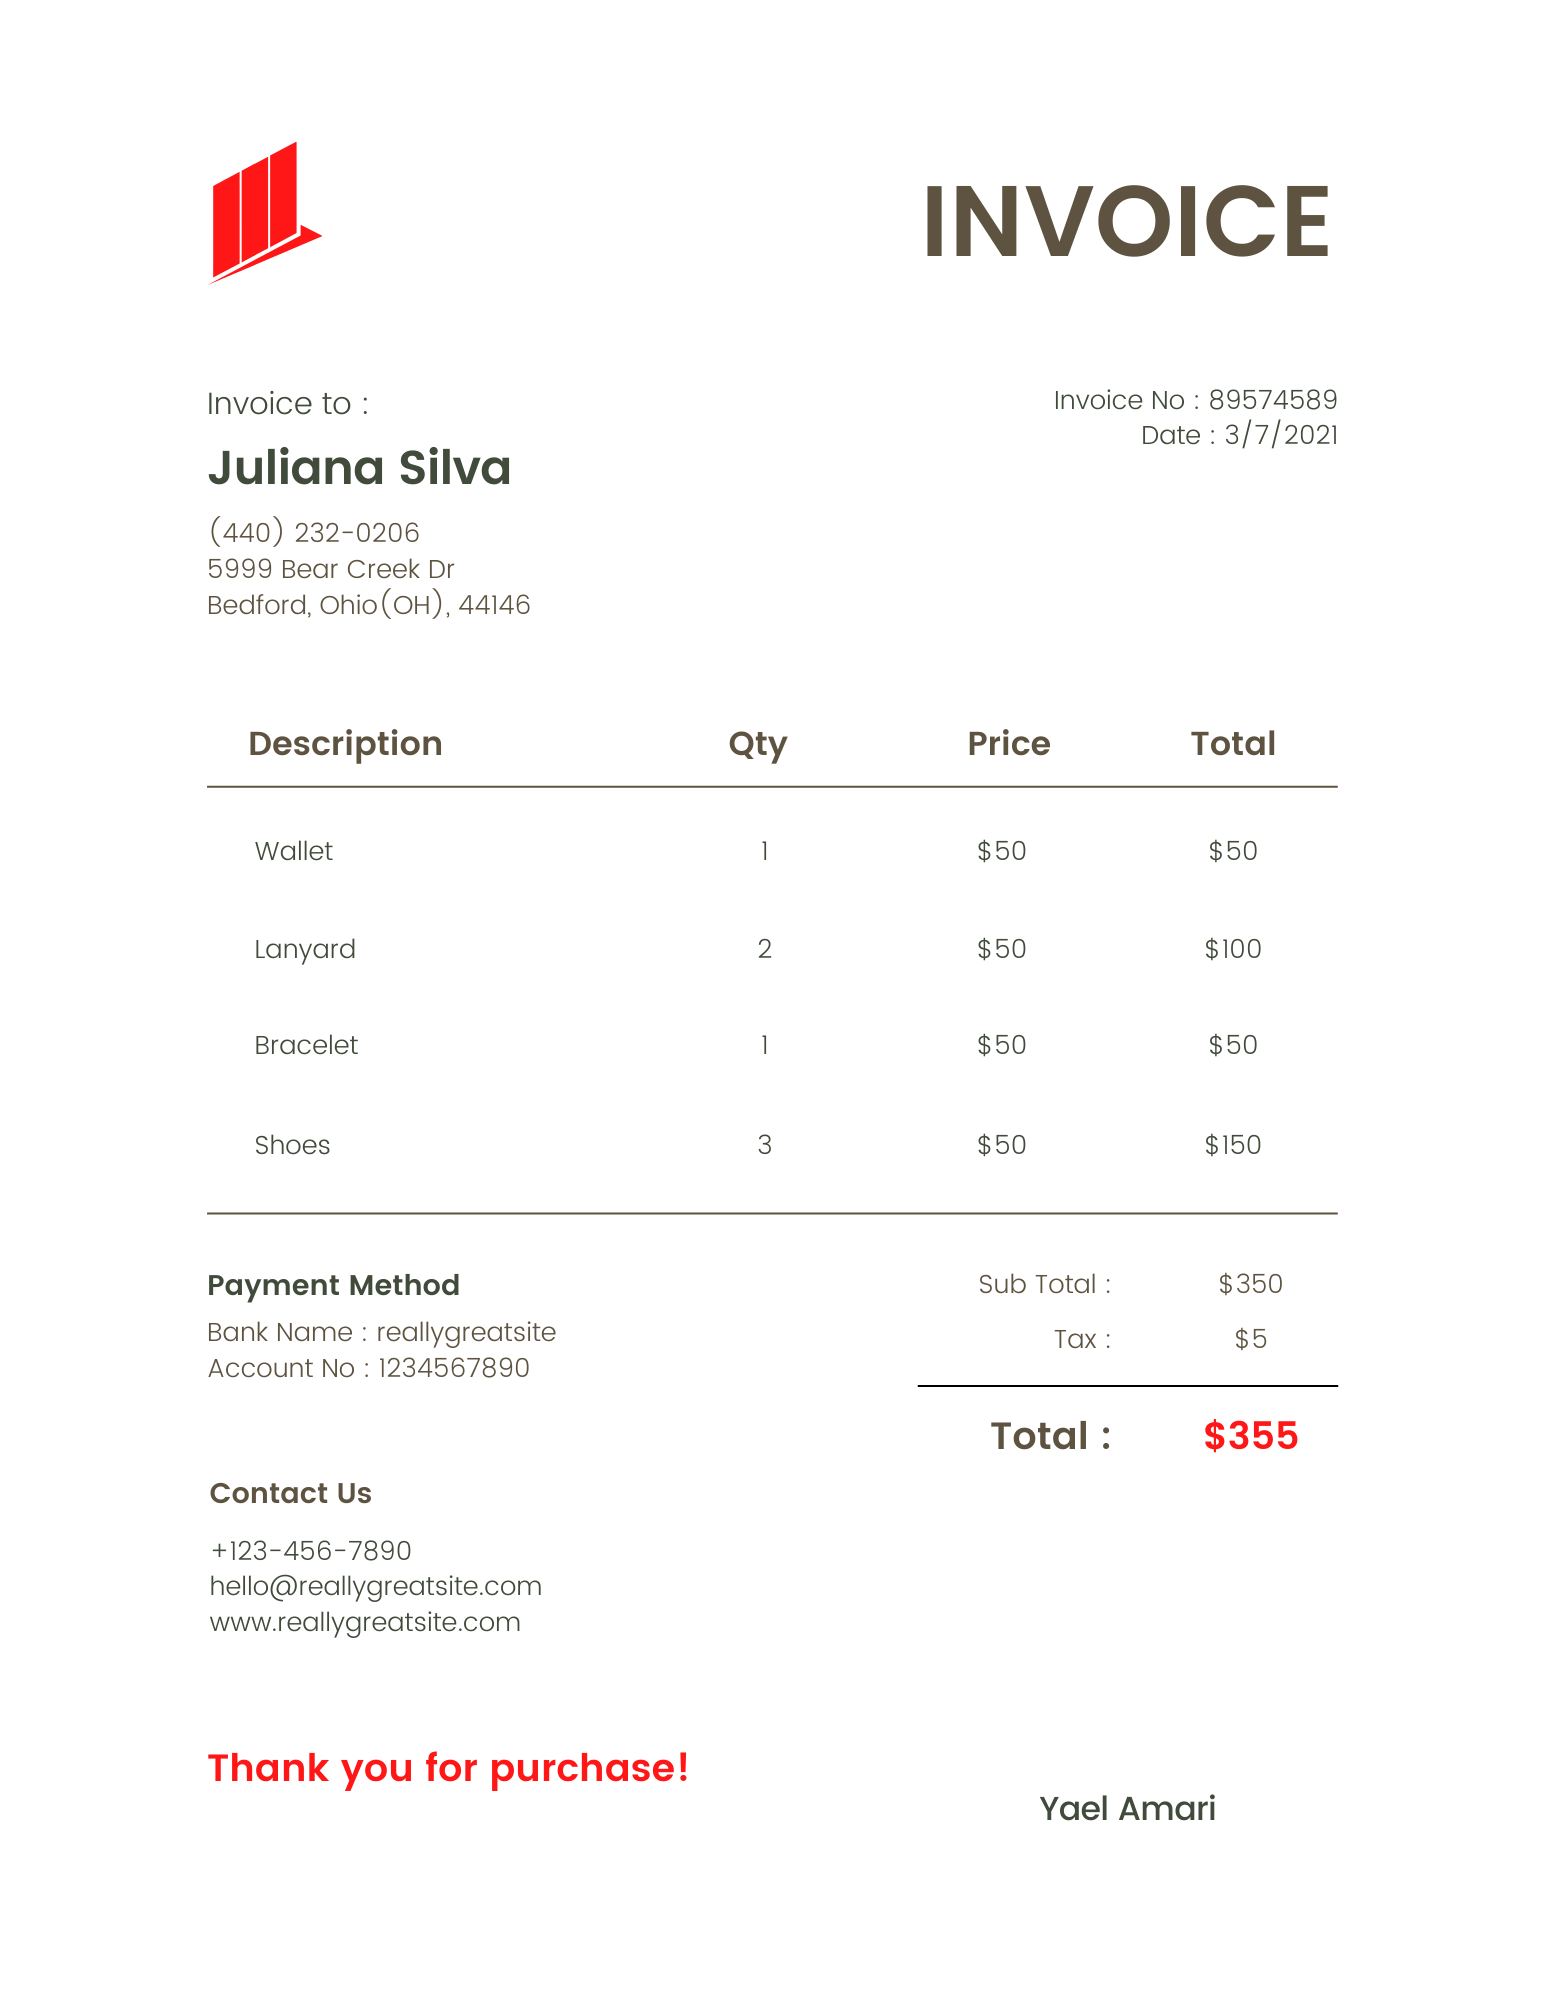 INVOICE
Invoice to :
Juliana Silva
(440) 232-0206
5999 Bear Creek Dr
Bedford, Ohio(OH), 44146
Invoice No : 89574589
Date : 3/7/2021
Description Qty Price Total
Wallet 1 $50 $50
Lanyard 2 $50 $100
Bracelet 1 $50 $50
Shoes 3 $50 $150
Payment Method
Bank Name : reallygreatsite
Account No : 1234567890
Sub Total : $350
Tax : $5
Total : $355
Contact Us
+123-456-7890
hello@reallygreatsite.com
www.reallygreatsite.com
Thank you for purchase!
Yael Amari